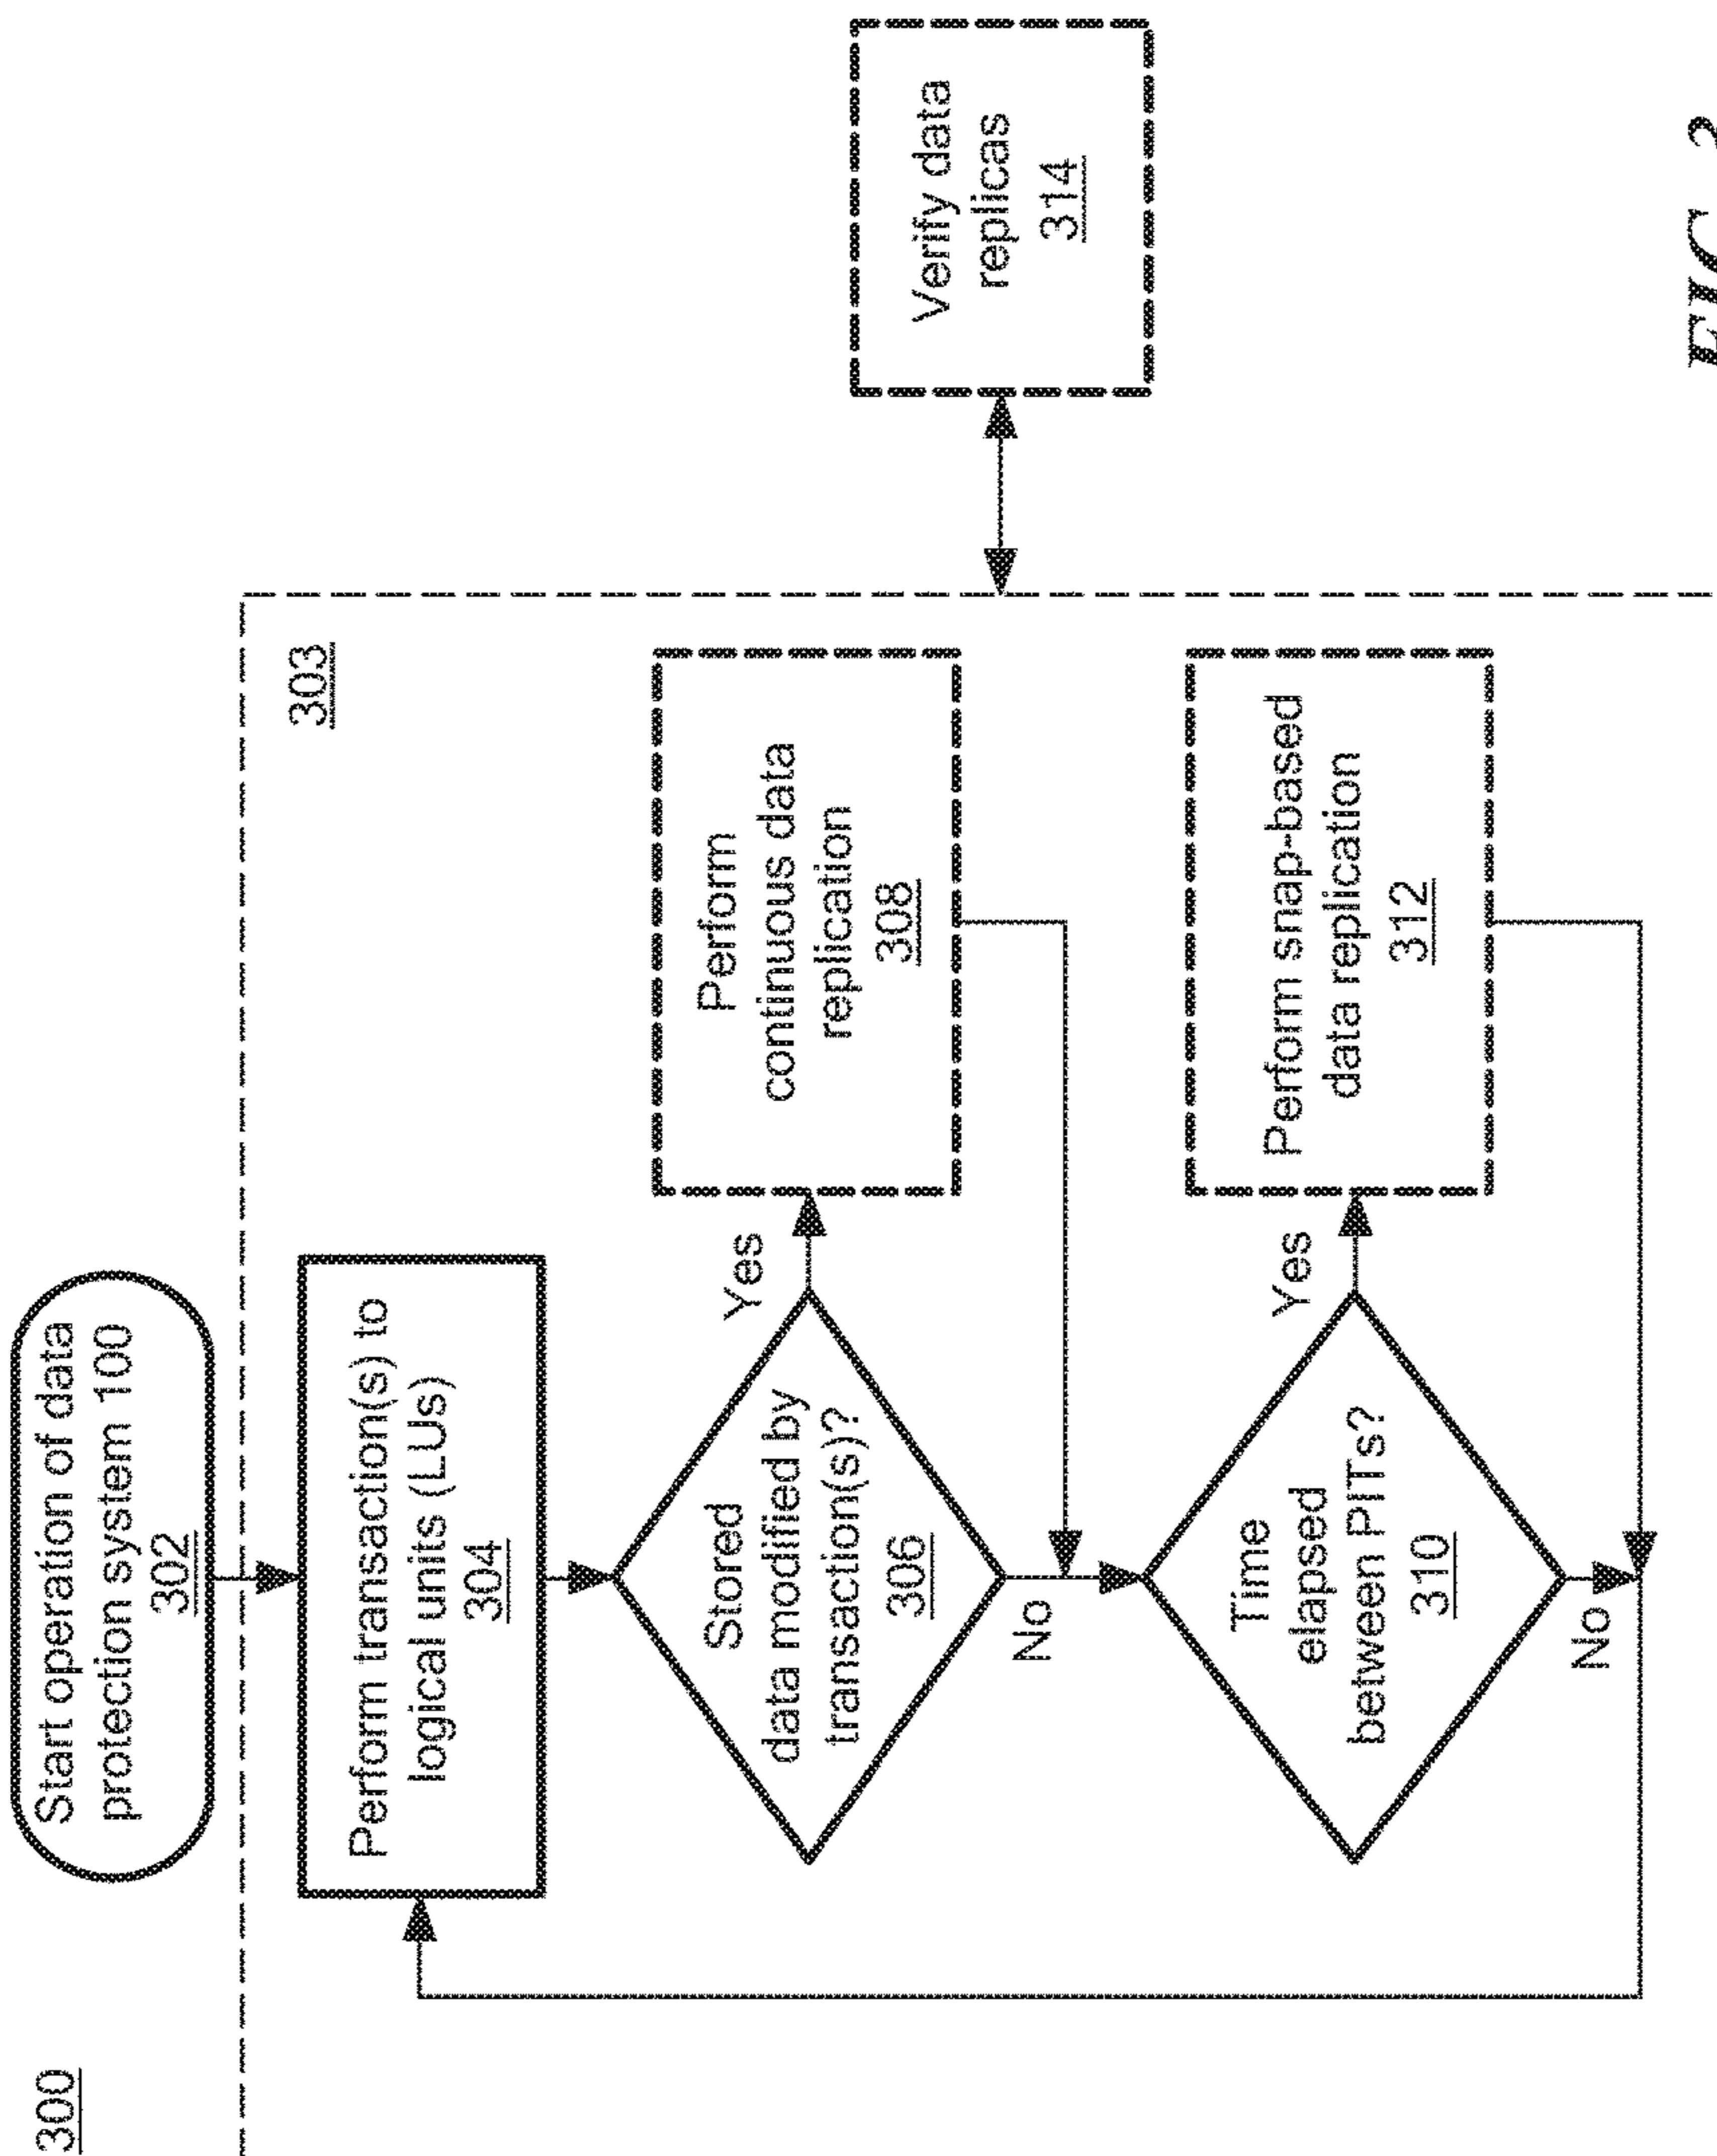 300
Start operation of data
protection system 100
302
303
Perform transaction(s) to
logical units (LUs)
304
Stored
data modified by
transaction(s)?
306
Yes
No
Perform
continuous data
replication
308
Time
elapsed
between PITs?
310
Yes
No
Perform snap-based
data replication
312
Verify data
replicas
314